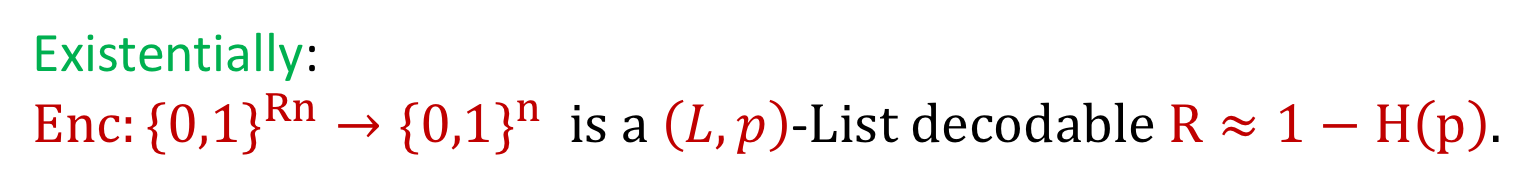 Existentially:
Enc: {0,1}^Rn → {0,1}^n is a (L, p)-List decodable R ≈ 1 − H(p).